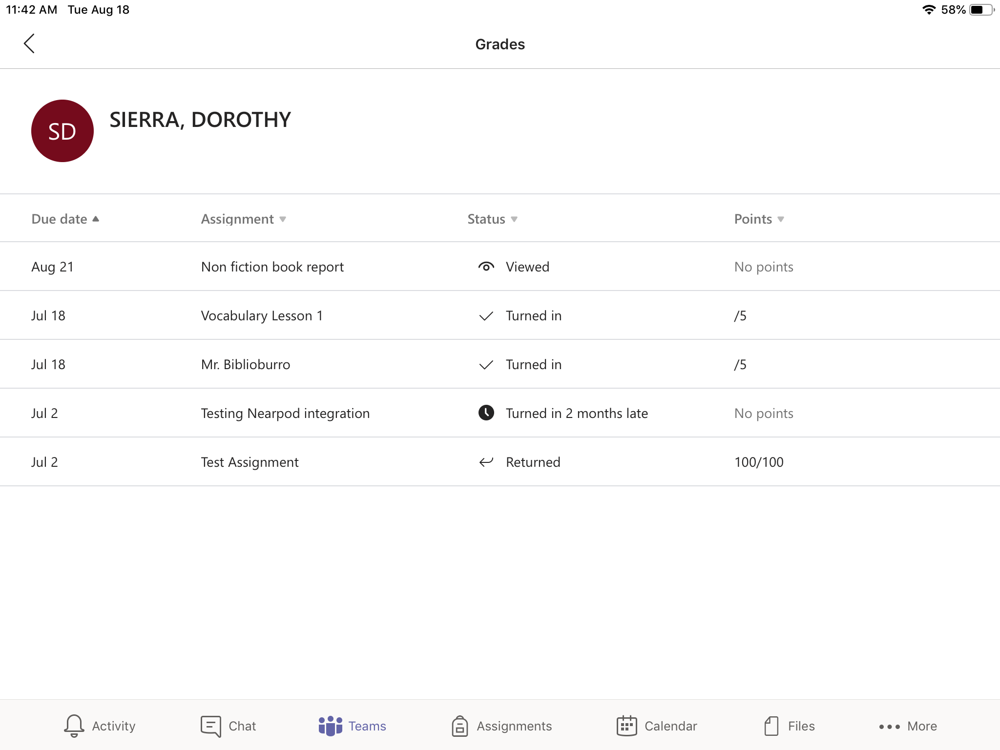 11:42 AM Tue Aug 18 58%
Grades
SD
SIERRA, DOROTHY
Due date Assignment Status Points
Aug 21 Non fiction book report Viewed No points
Jul 18 Vocabulary Lesson 1 Turned in /5
Jul 18 Mr. Biblioburro Turned in /5
Jul 2 Testing Nearpod integration Turned in 2 months late No points
Jul 2 Test Assignment Returned 100/100
Activity Chat Teams Assignments Calendar Files More